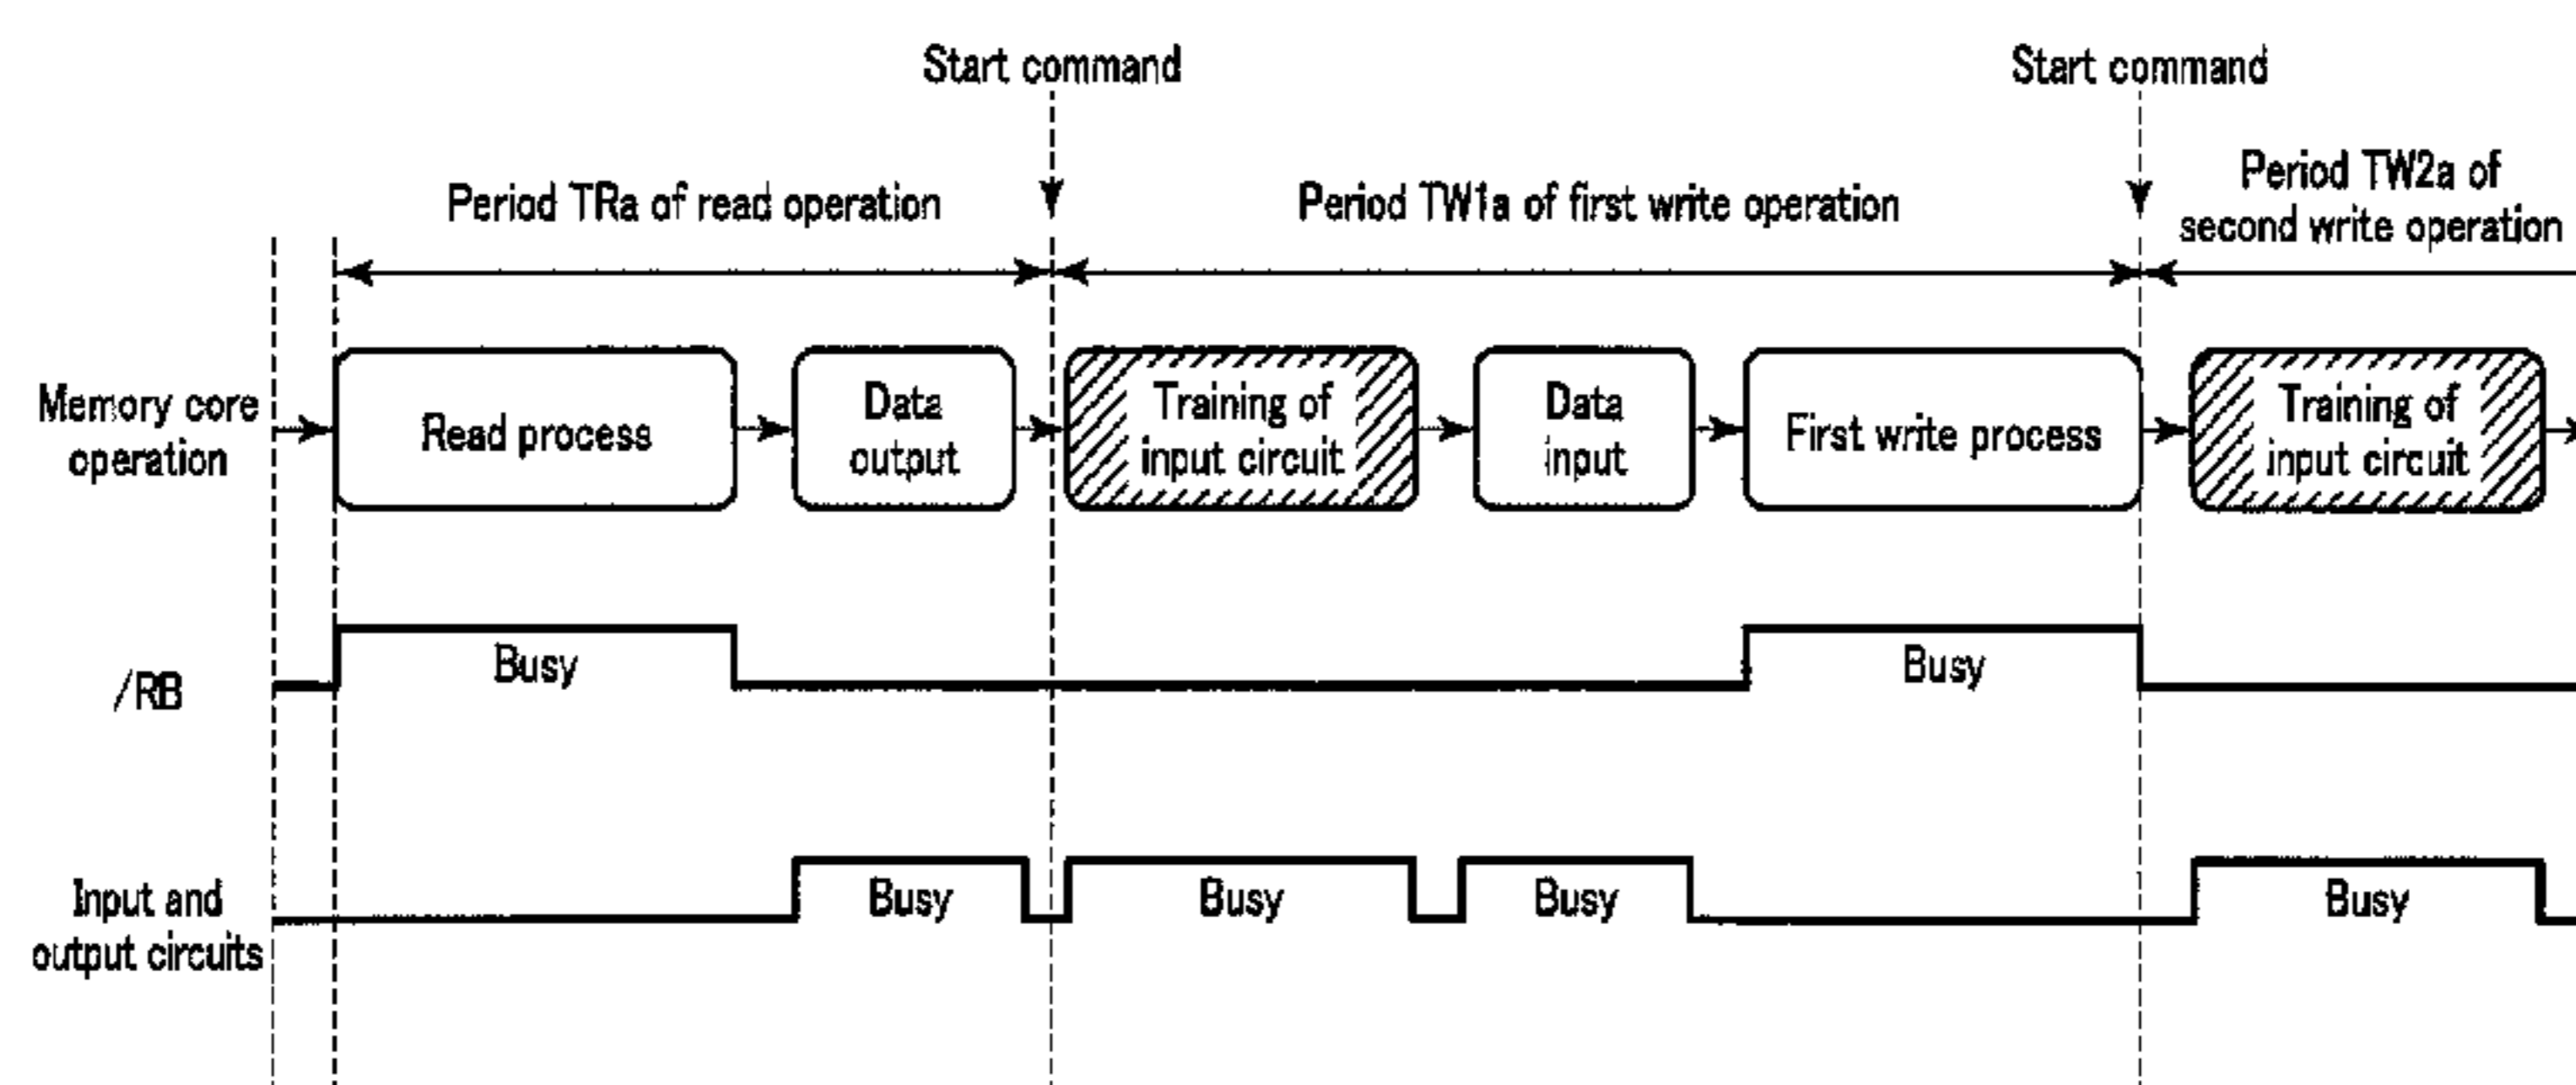 Start command
Start command
Period TRa of read operation
Period TW1a of first write operation
Period TW2a of
second write operation
Memory core
operation
Read process
Data
output
Training of
input circuit
Data
input
First write process
Training of
input circuit
/RB
Busy
Busy
Input and
output circuits
Busy
Busy
Busy
Busy